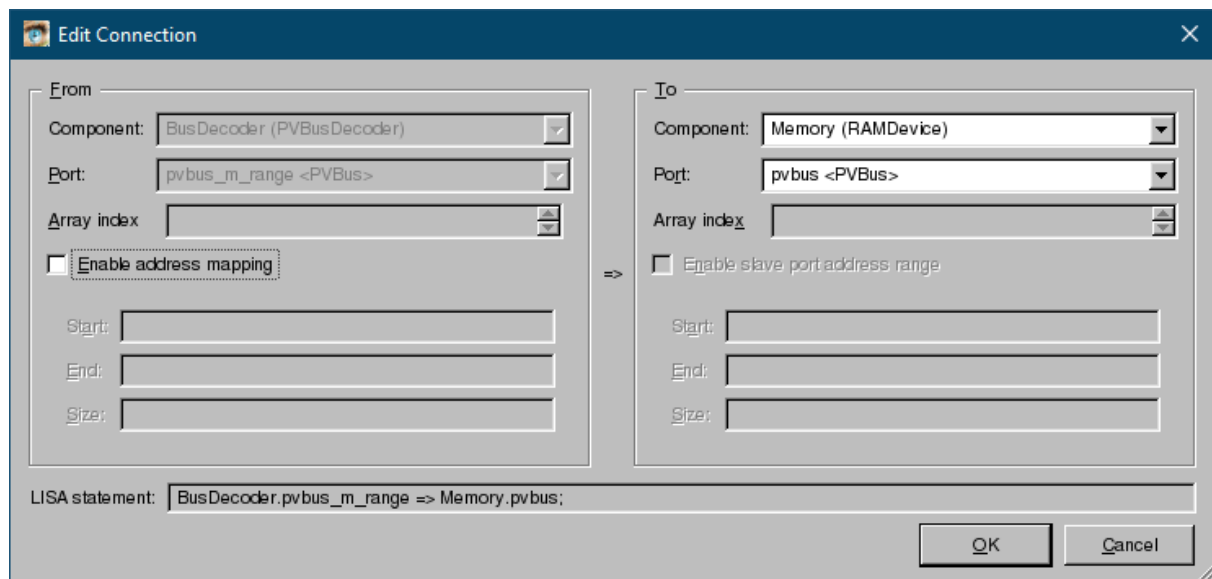 Edit Connection
From
Component: BusDecoder (PVBusDecoder)
Port: pvbus_m_range <PVBus>
Array index
Enable address mapping
Start:
End:
Size:
=>
To
Component: Memory (RAMDevice)
Port: pvbus <PVBus>
Array index
Enable slave port address range
Start:
End:
Size:
LISA statement: BusDecoder.pvbus_m_range => Memory.pvbus;
OK Cancel